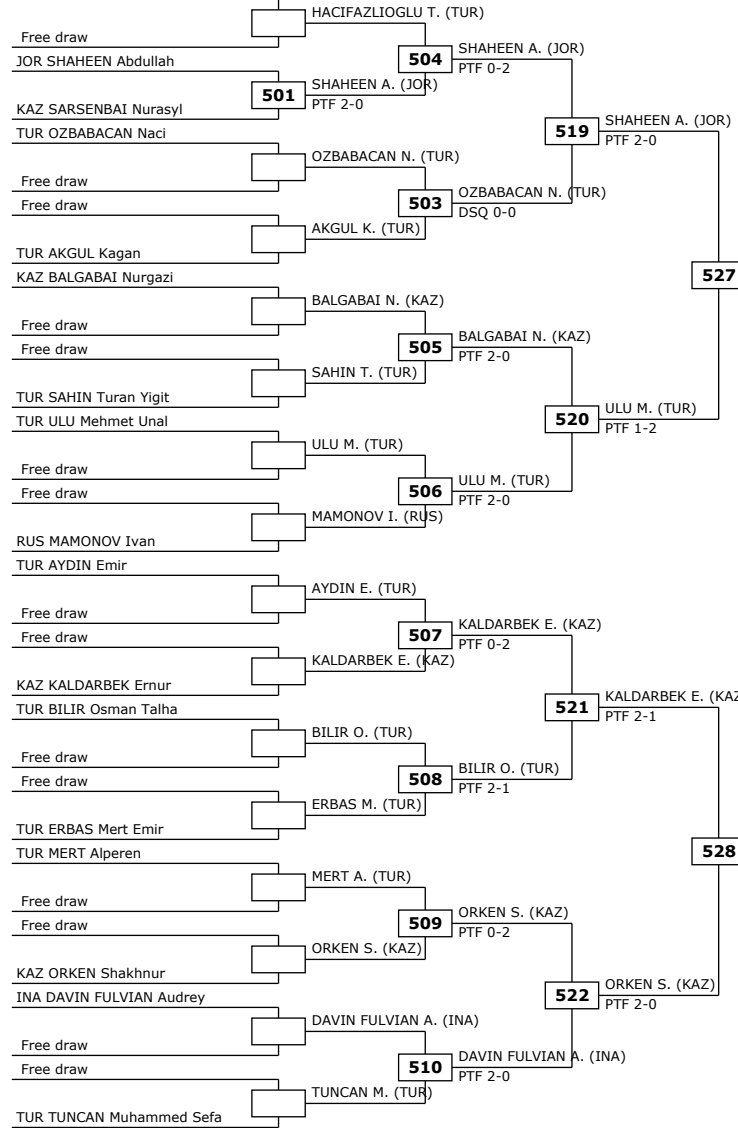 HACIFAZLIOGLU T. (TUR)
Free draw
504
SHAHEEN A. (JOR)
PTF 0-2
JOR SHAHEEN Abdullah
501
SHAHEEN A. (JOR)
PTF 2-0
KAZ SARSENBAI Nurasyl
519
SHAHEEN A. (JOR)
PTF 2-0
TUR OZBABACAN Naci
OZBABACAN N. (TUR)
Free draw
Free draw
503
OZBABACAN N. (TUR)
DSQ 0-0
AKGUL K. (TUR)
TUR AKGUL Kagan
527
KAZ BALGABAI Nurgazi
BALGABAI N. (KAZ)
Free draw
Free draw
505
BALGABAI N. (KAZ)
PTF 2-0
SAHIN T. (TUR)
TUR SAHIN Turan Yigit
520
ULU M. (TUR)
PTF 1-2
TUR ULU Mehmet Unal
ULU M. (TUR)
Free draw
Free draw
506
ULU M. (TUR)
PTF 2-0
MAMONOV I. (RUS)
RUS MAMONOV Ivan
TUR AYDIN Emir
AYDIN E. (TUR)
Free draw
Free draw
507
KALDARBEK E. (KAZ)
PTF 0-2
KALDARBEK E. (KAZ)
KAZ KALDARBEK Ernur
521
KALDARBEK E. (KAZ
PTF 2-1
TUR BILIR Osman Talha
BILIR O. (TUR)
Free draw
Free draw
508
BILIR O. (TUR)
PTF 2-1
ERBAS M. (TUR)
TUR ERBAS Mert Emir
528
TUR MERT Alperen
MERT A. (TUR)
Free draw
Free draw
509
ORKEN S. (KAZ)
PTF 0-2
ORKEN S. (KAZ)
KAZ ORKEN Shakhnur
522
ORKEN S. (KAZ)
PTF 2-0
INA DAVIN FULVIAN Audrey
DAVIN FULVIAN A. (INA)
Free draw
Free draw
510
DAVIN FULVIAN A. (INA)
PTF 2-0
TUNCAN M. (TUR)
TUR TUNCAN Muhammed Sefa